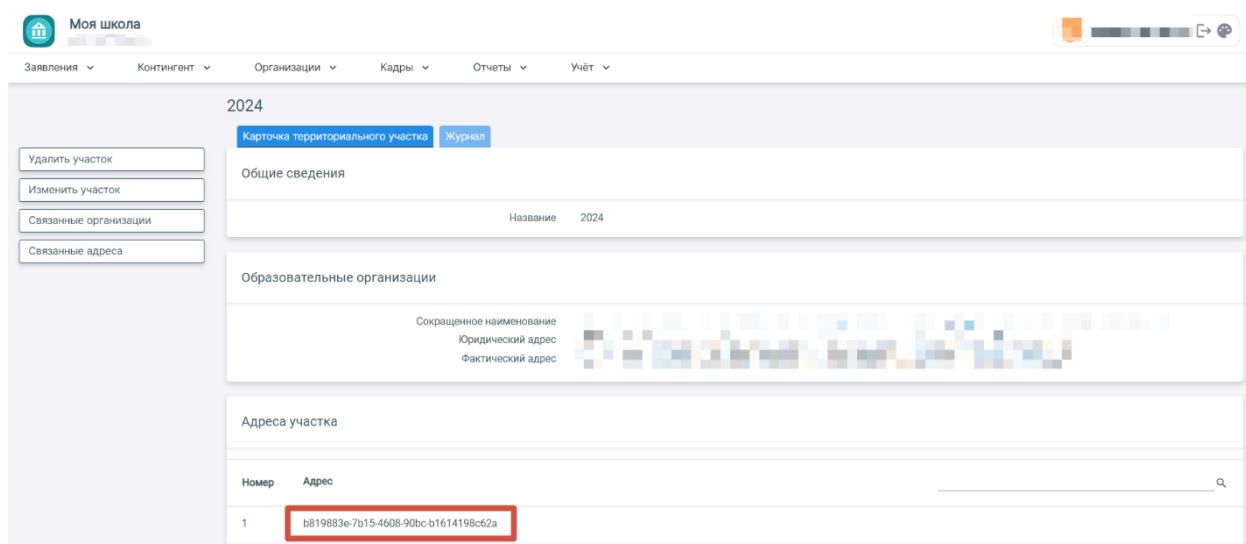 Моя школа
Заявления Контингент Организации Кадры Отчеты Учёт
2024
Карточка территориального участка Журнал
Удалить участок
Изменить участок
Связанные организации
Связанные адреса
Общие сведения
Название 2024
Образовательные организации
Сокращенное наименование
Юридический адрес
Фактический адрес
Адреса участка
Номер Адрес
1 b819883e-7b15-4608-90bc-b1614198c62a